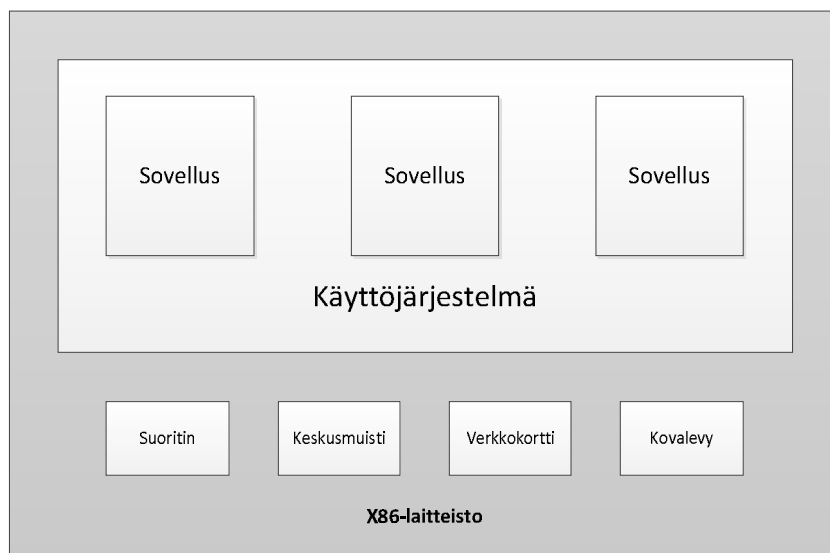 Sovellus
Sovellus
Sovellus
Käyttöjärjestelmä
Suoritin
Keskusmuisti
Verkkokortti
Kovalevy
X86-laitteisto